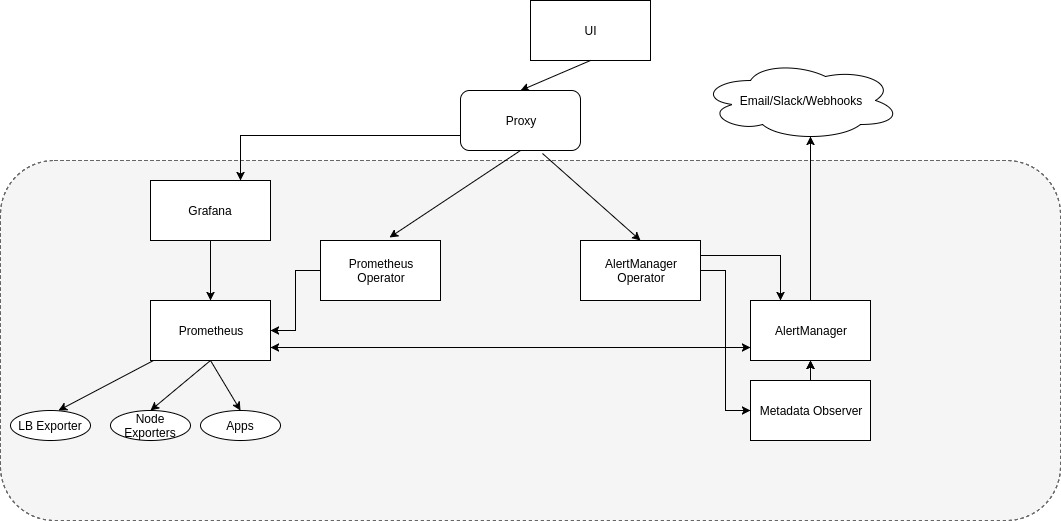 UI
Proxy
Email/Slack/Webhooks
Grafana
Prometheus
Operator
AlertManager
Operator
Prometheus
AlertManager
Metadata Observer
LB Exporter
Node
Exporters
Apps